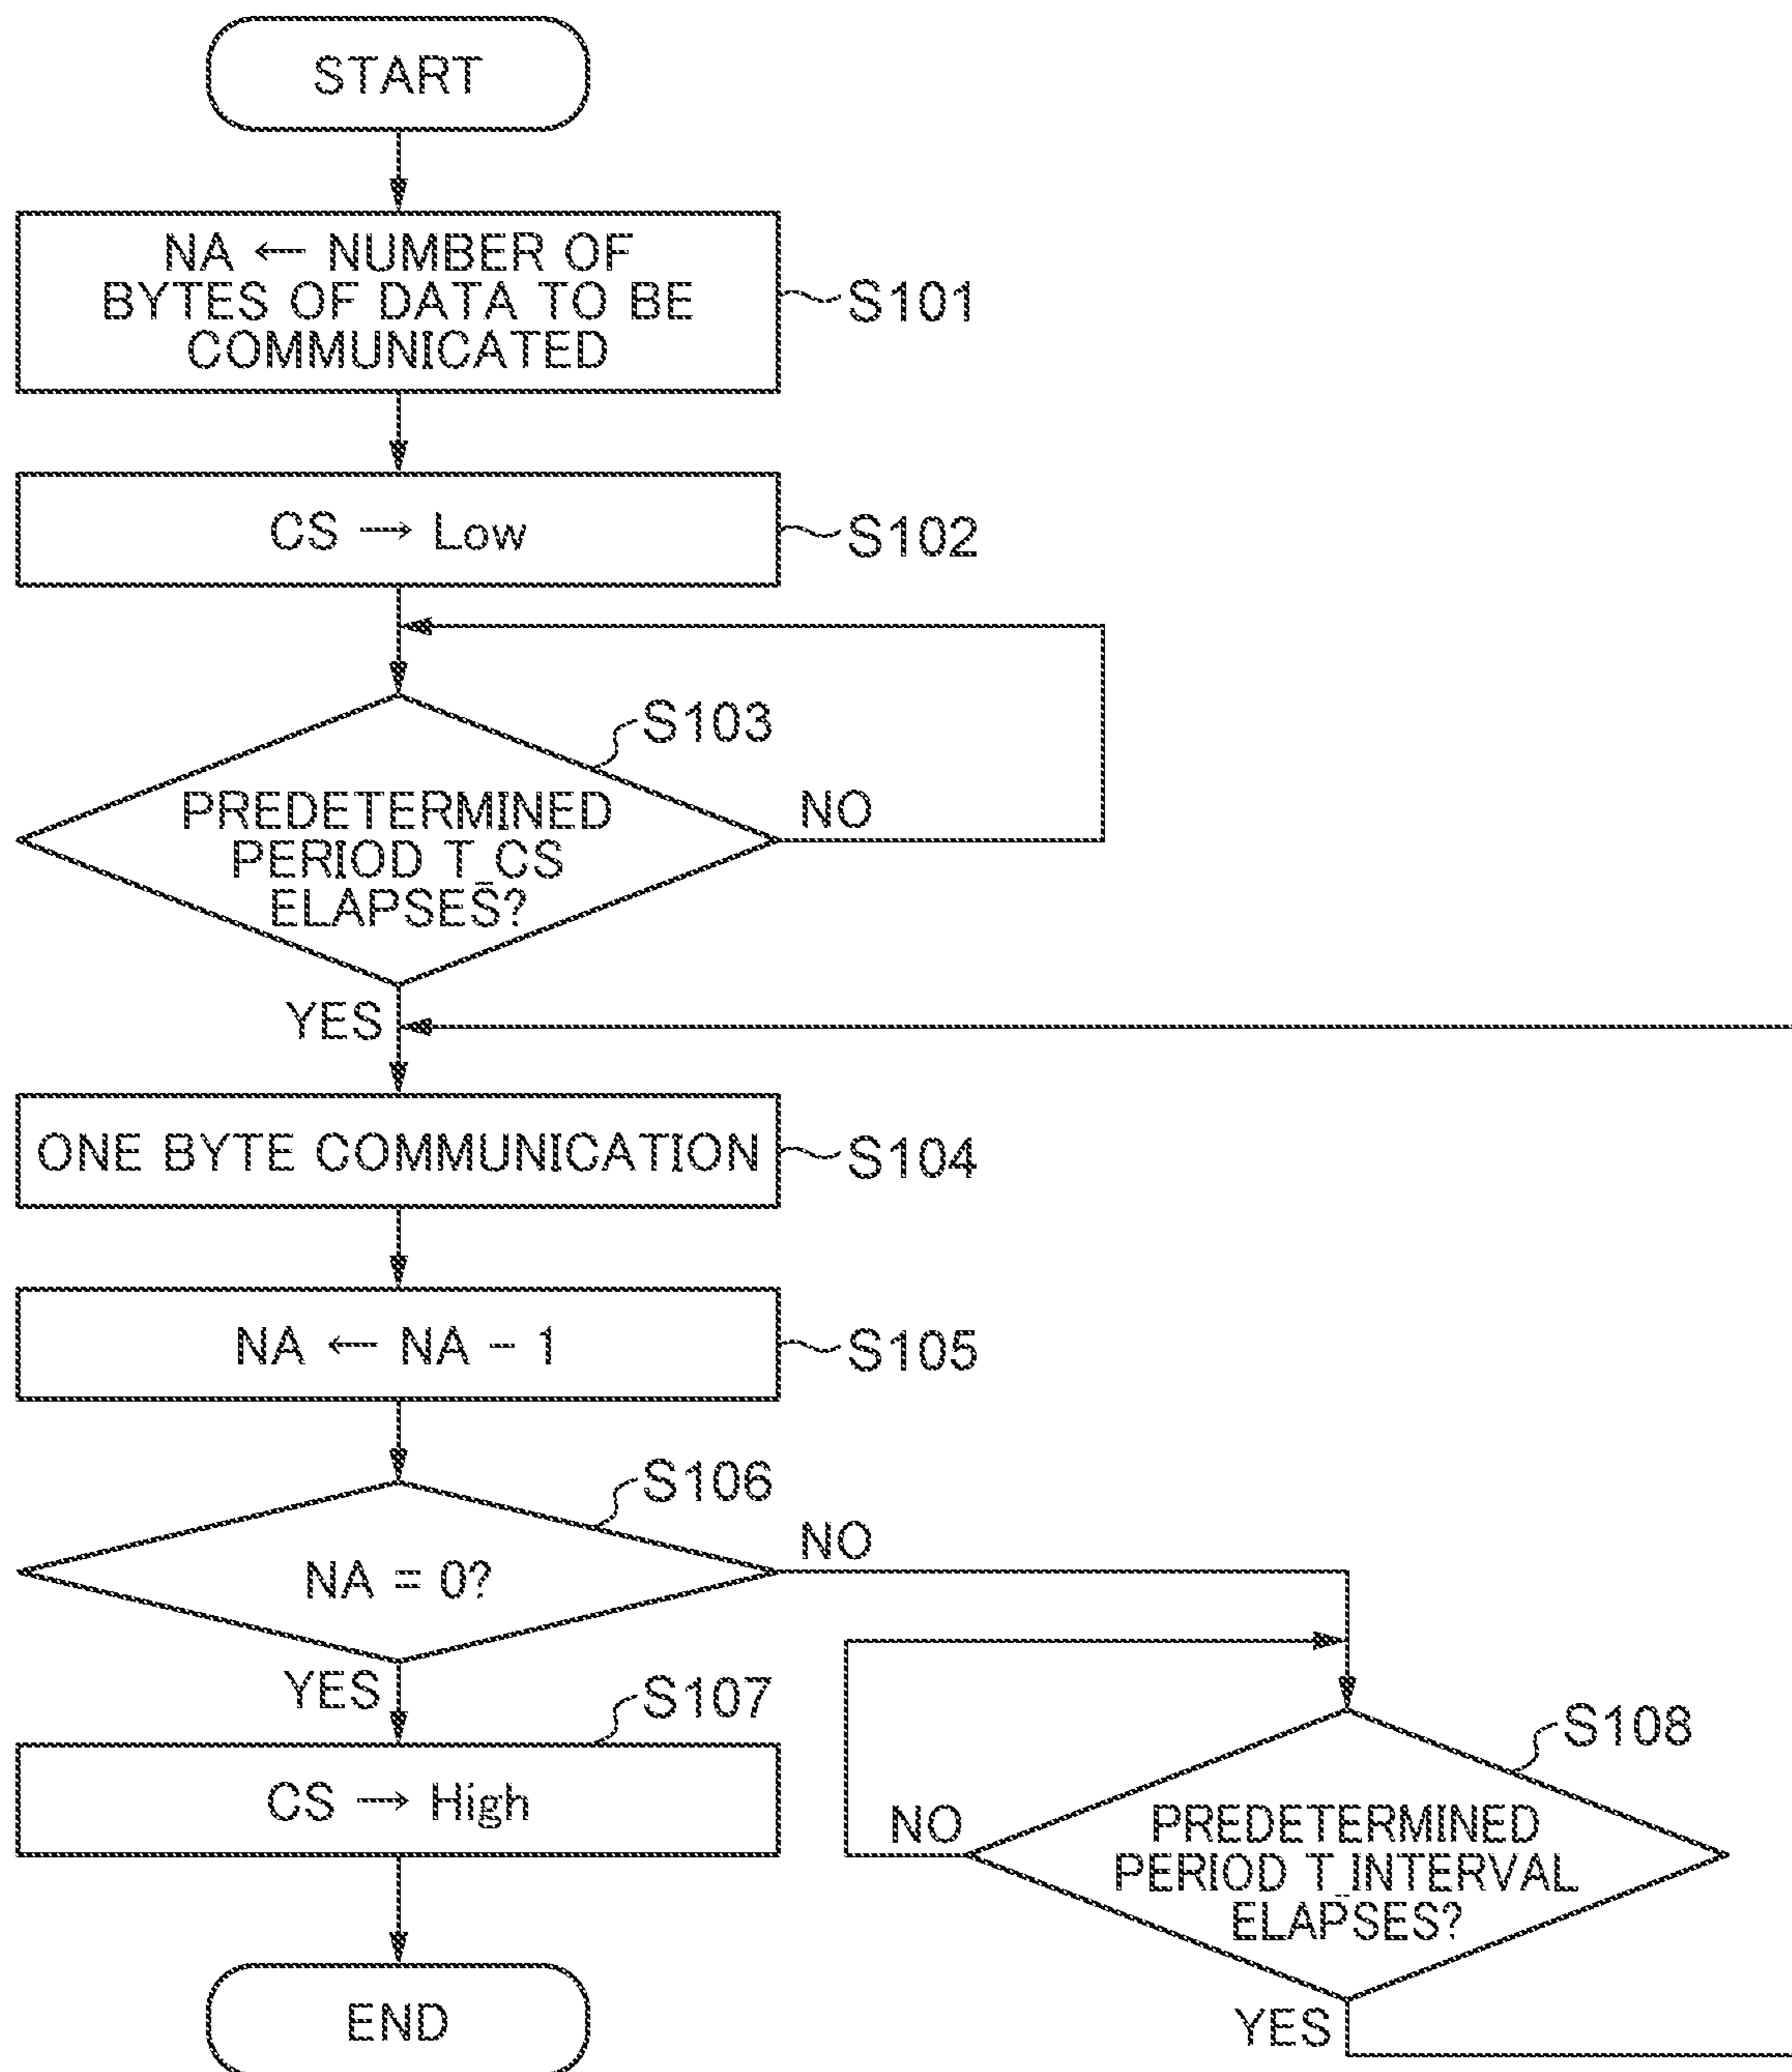 START
NA ← NUMBER OF
BYTES OF DATA TO BE
COMMUNICATED
S101
CS → Low
S102
S103
PREDETERMINED
PERIOD T_CS
ELAPSES?
NO
YES
ONE BYTE COMMUNICATION
S104
NA ← NA - 1
S105
S106
NA = 0?
NO
YES
S107
CS → High
S108
PREDETERMINED
PERIOD T_INTERVAL
ELAPSES?
NO
YES
END